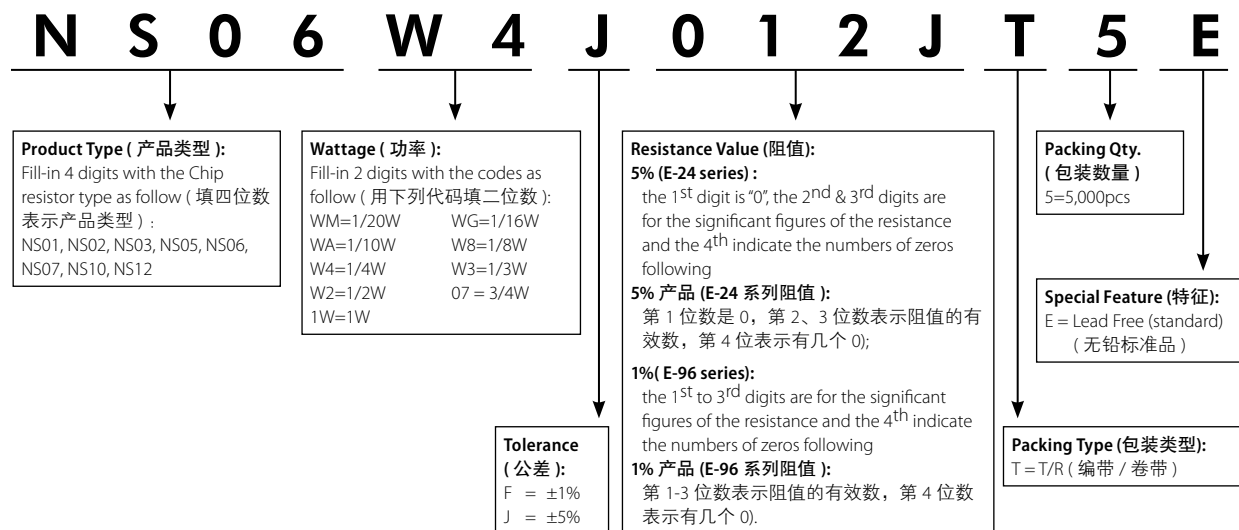 N S 0 6 W 4 J 0 1 2 J T 5 E
Product Type ( 产品类型 ):
Fill-in 4 digits with the Chip
resistor type as follow ( 填四位数
表示产品类型 ) :
NS01, NS02, NS03, NS05, NS06,
NS07, NS10, NS12
Wattage ( 功率 ):
Fill-in 2 digits with the codes as
follow ( 用下列代码填二位数 ):
WM=1/20W WG=1/16W
WA=1/10W W8=1/8W
W4=1/4W W3=1/3W
W2=1/2W 07 = 3/4W
1W=1W
Tolerance
( 公差 ):
F = ±1%
J = ±5%
Resistance Value (阻值):
5% (E-24 series) :
the 1st digit is “0”, the 2nd & 3rd digits are
for the significant figures of the resistance
and the 4th indicate the numbers of zeros
following
5% 产品 (E-24 系列阻值 ):
第 1 位数是 0，第 2、3 位数表示阻值的有
效数，第 4 位表示有几个 0);
1%( E-96 series):
the 1st to 3rd digits are for the significant
figures of the resistance and the 4th indicate
the numbers of zeros following
1% 产品 (E-96 系列阻值 ):
第 1-3 位数表示阻值的有效数，第 4 位数
表示有几个 0).
Packing Qty.
( 包装数量 )
5=5,000pcs
Special Feature (特征):
E = Lead Free (standard)
( 无铅标准品 )
Packing Type (包装类型):
T = T/R ( 编带 / 卷带 )